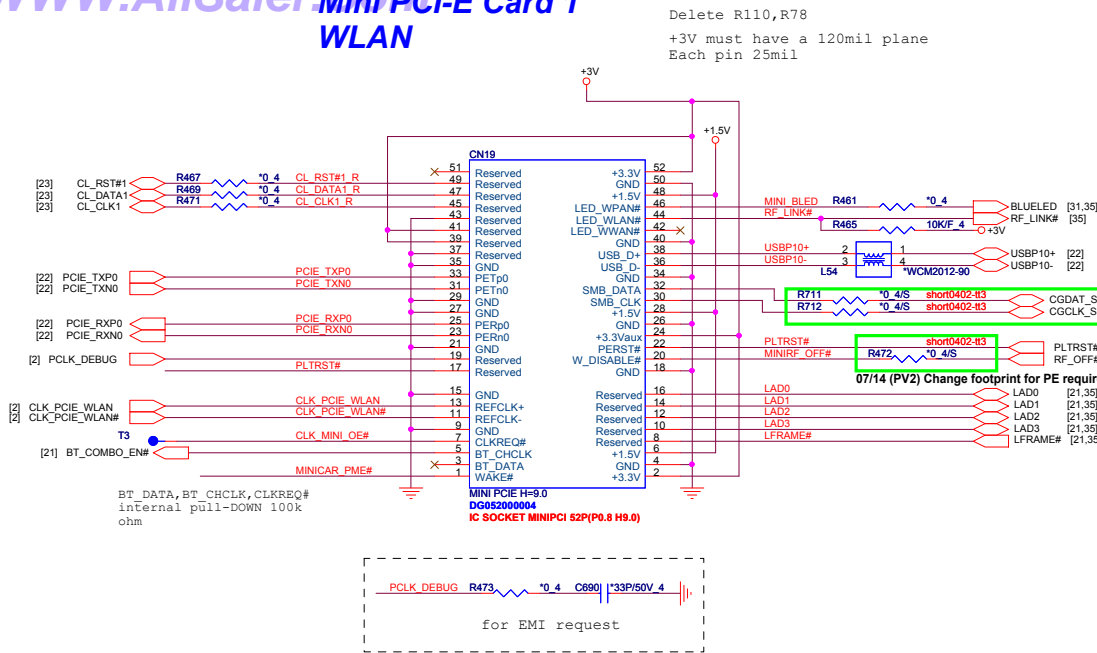 Mini PCI-E Card 1
WLAN
Delete R110,R78
+3V must have a 120mil plane
Each pin 25mil
+3V
+1.5V
CN19
[23] CL_RST#1 R467 *0_4 CL_RST#1_R
[23] CL_DATA1 R469 *0_4 CL_DATA1_R
[23] CL_CLK1 R471 *0_4 CL_CLK1_R
[22] PCIE_TXP0 PCIE_TXP0
[22] PCIE_TXN0 PCIE_TXN0
[22] PCIE_RXP0 PCIE_RXP0
[22] PCIE_RXN0 PCIE_RXN0
[2] PCLK_DEBUG
PLTRST#
[2] CLK_PCIE_WLAN CLK_PCIE_WLAN
[2] CLK_PCIE_WLAN# CLK_PCIE_WLAN#
T3 CLK_MINI_OE#
[21] BT_COMBO_EN#
MINICAR_PME#
BT_DATA,BT_CHCLK,CLKREQ#
internal pull-DOWN 100k
ohm
51 Reserved
49 Reserved
47 Reserved
45 Reserved
43 Reserved
41 Reserved
39 Reserved
37 Reserved
35 GND
33 PETp0
31 PETn0
29 GND
27 GND
25 PERp0
23 PERn0
21 GND
19 Reserved
17 Reserved
15 GND
13 REFCLK+
11 REFCLK-
9 GND
7 CLKREQ#
5 BT_CHCLK
3 BT_DATA
1 WAKE#
+3.3V 52
GND 50
+1.5V 48
LED_WPAN# 46
LED_WLAN# 44
LED_WWAN# 42
GND 40
USB_D+ 38
USB_D- 36
GND 34
SMB_DATA 32
SMB_CLK 30
+1.5V 28
GND 26
+3.3Vaux 24
PERST# 22
W_DISABLE# 20
GND 18
Reserved 16
Reserved 14
Reserved 12
Reserved 10
Reserved 8
+1.5V 6
GND 4
+3.3V 2
MINI PCIE H=9.0
DG052000004
IC SOCKET MINIPCI 52P(P0.8 H9.0)
MINI_BLED R461 *0_4 BLUELED [31,35]
RF_LINK# RF_LINK# [35]
R465 10K/F_4 +3V
USBP10+ 2 1 USBP10+ [22]
USBP10- 3 4 USBP10- [22]
L54 *WCM2012-90
R711 *0_4/S short0402-tt3 CGDAT_S
R712 *0_4/S short0402-tt3 CGCLK_S
PLTRST# short0402-tt3 PLTRST#
MINIRF_OFF# R472 *0_4/S RF_OFF#
07/14 (PV2) Change footprint for PE requir
LAD0 LAD0 [21,35]
LAD1 LAD1 [21,35]
LAD2 LAD2 [21,35]
LAD3 LAD3 [21,35]
LFRAME# LFRAME# [21,35
PCLK_DEBUG R473 *0_4 C690 *33P/50V_4
for EMI request